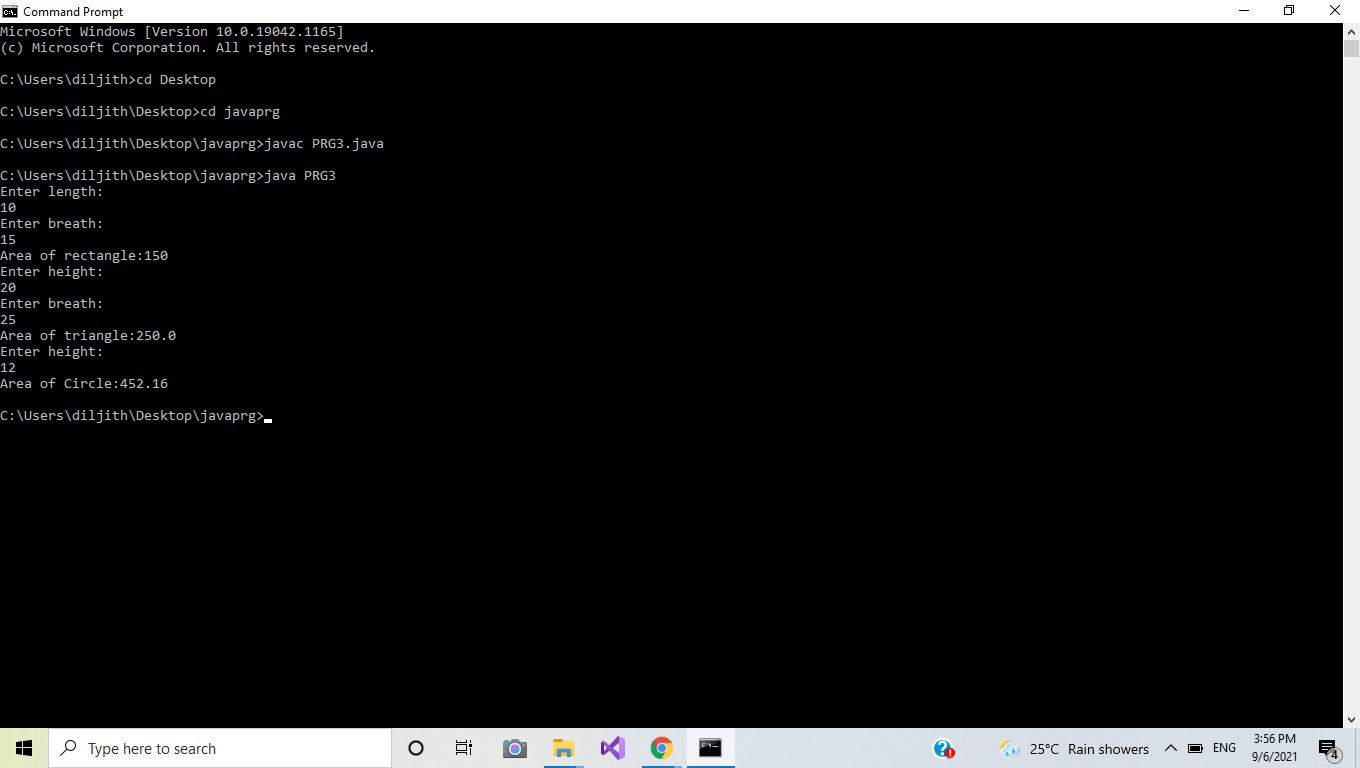 Command Prompt
Microsoft Windows [Version 10.0.19042.1165]
(c) Microsoft Corporation. All rights reserved.
C:\Users\diljith>cd Desktop
C:\Users\diljith\Desktop>cd javaprg
C:\Users\diljith\Desktop\javaprg>javac PRG3.java
C:\Users\diljith\Desktop\javaprg>java PRG3
Enter length:
10
Enter breath:
15
Area of rectangle:150
Enter height:
20
Enter breath:
25
Area of triangle:250.0
Enter height:
12
Area of Circle:452.16
C:\Users\diljith\Desktop\javaprg>
Type here to search
25°C Rain showers
ENG
3:56 PM
9/6/2021
4